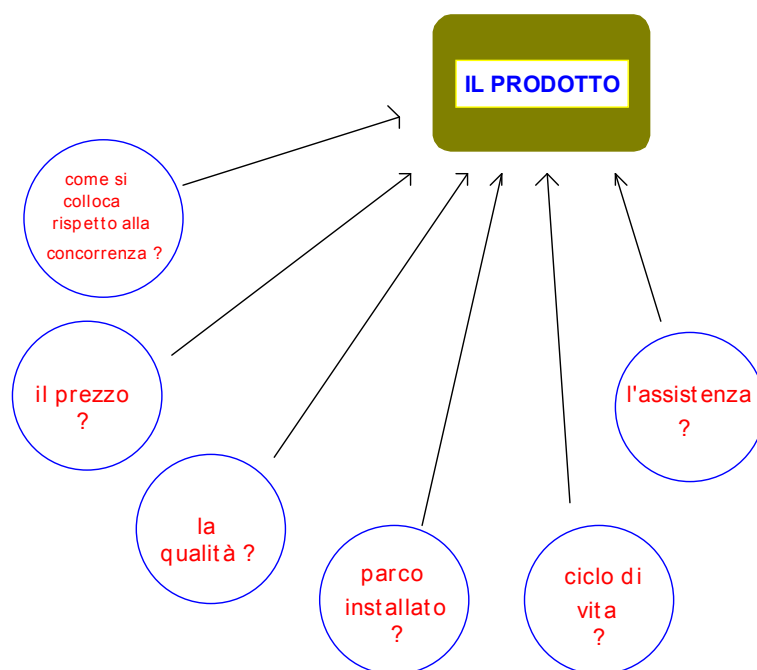 IL PRODOTTO
come si
colloca
rispetto alla
concorrenza ?
il prezzo
?
la
qualità ?
parco
installato
?
ciclo di
vita
?
l'assistenza
?